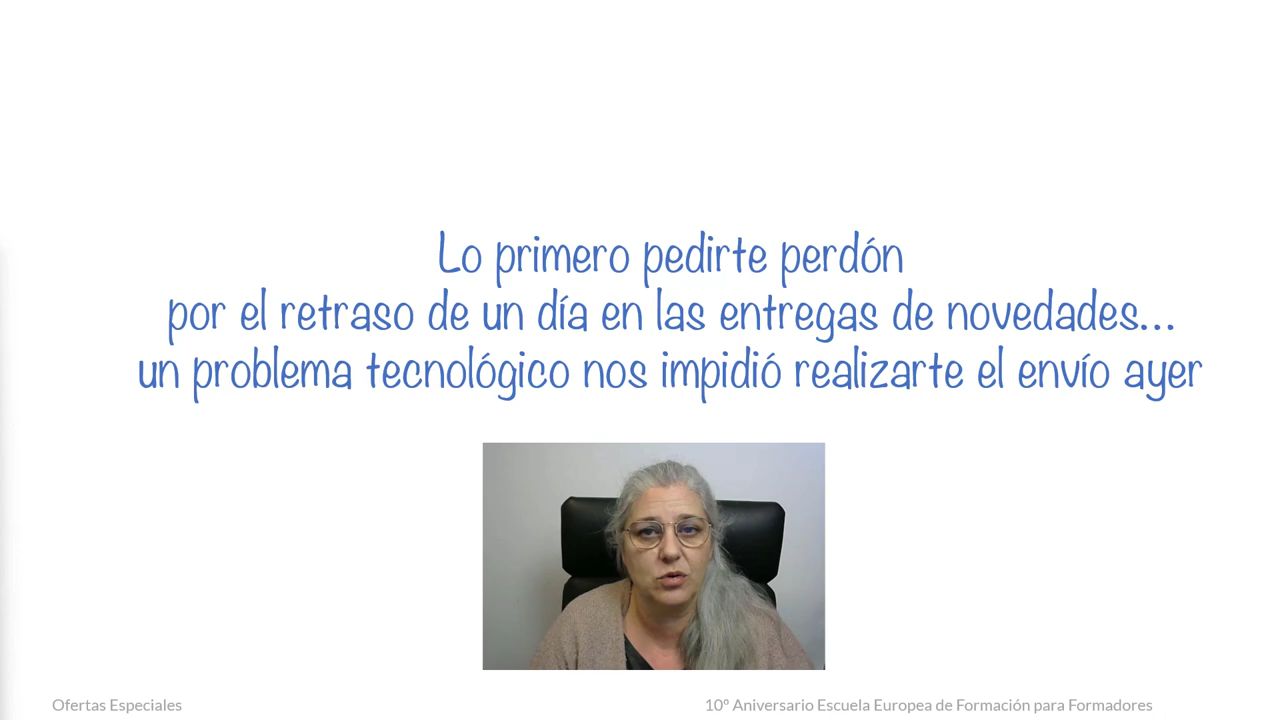 Lo primero pedirte perdón
por el retraso de un día en las entregas de novedades...
un problema tecnológico nos impidió realizarte el envío ayer
Ofertas Especiales
10º Aniversario Escuela Europea de Formación para Formadores